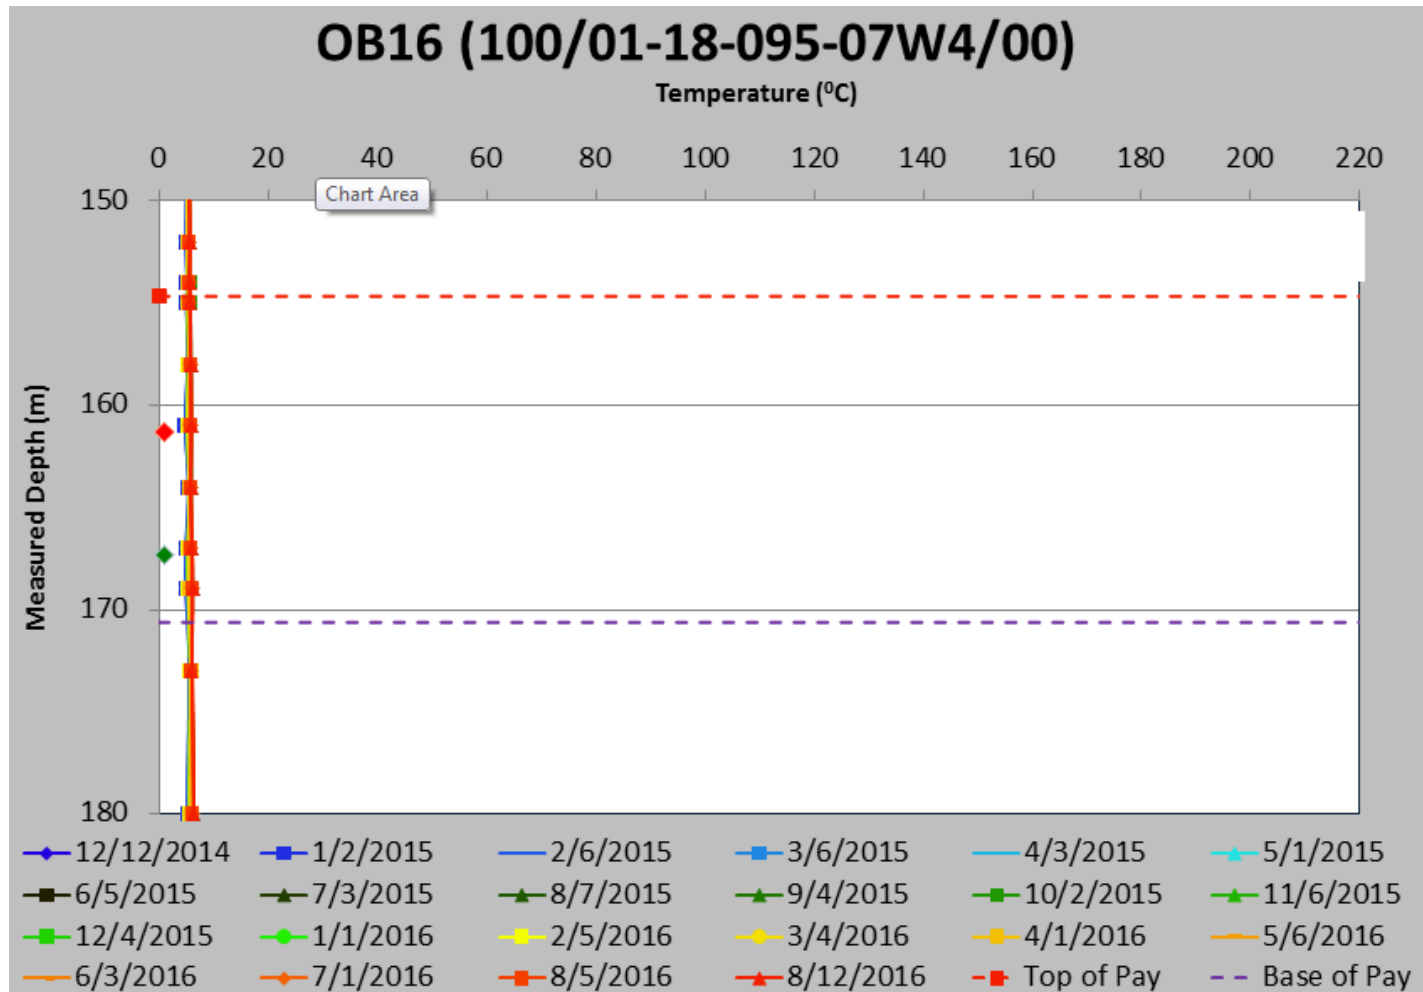 OB16 (100/01-18-095-07W4/00)
Temperature (⁰C)
0 20 40 60 80 100 120 140 160 180 200 220
Chart Area
150
160
170
180
Measured Depth (m)
12/12/2014 1/2/2015 2/6/2015 3/6/2015 4/3/2015 5/1/2015
6/5/2015 7/3/2015 8/7/2015 9/4/2015 10/2/2015 11/6/2015
12/4/2015 1/1/2016 2/5/2016 3/4/2016 4/1/2016 5/6/2016
6/3/2016 7/1/2016 8/5/2016 8/12/2016 Top of Pay Base of Pay